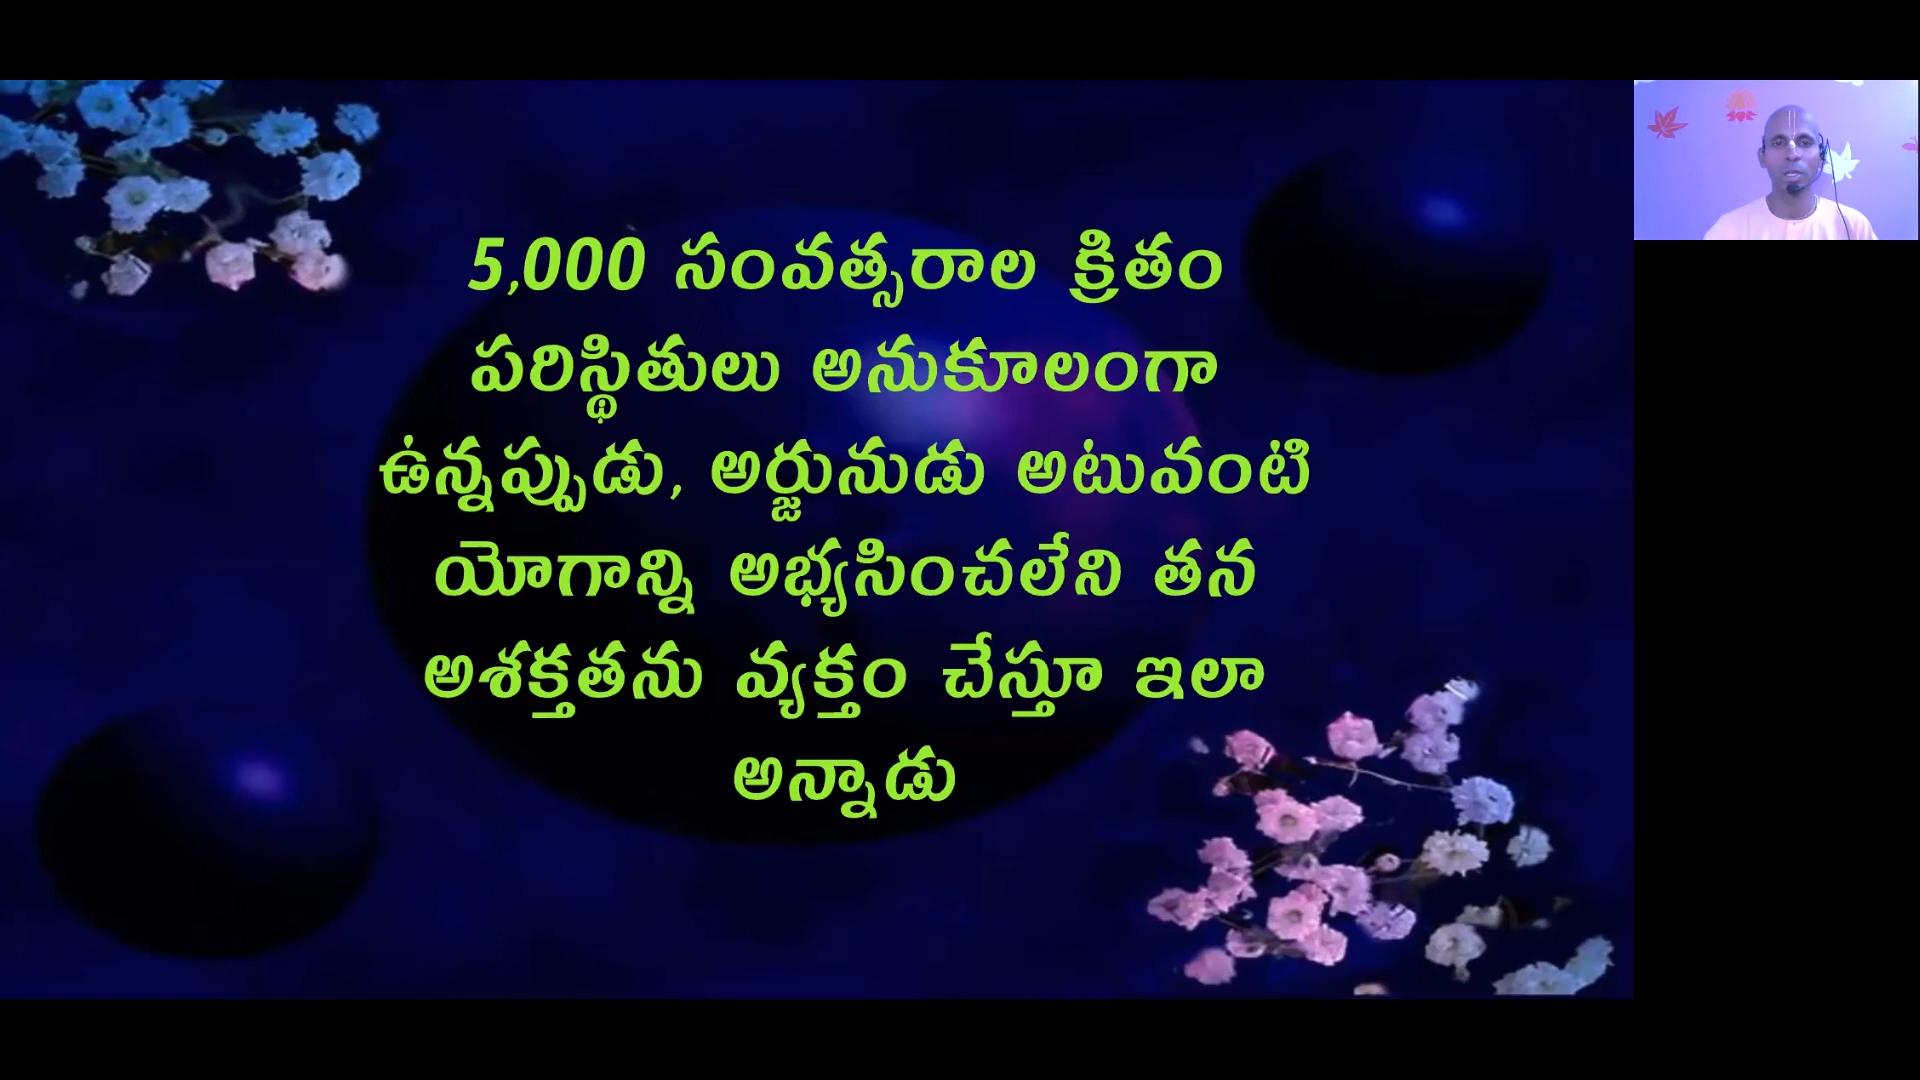 5,000 సంవత్సరాల క్రితం
పరిస్థితులు అనుకూలంగా
ఉన్నప్పుడు, అర్జునుడు అటువంటి
యోగాన్ని అభ్యసించలేని తన
అశక్తతను వ్యక్తం చేస్తూ ఇలా
అన్నాడు